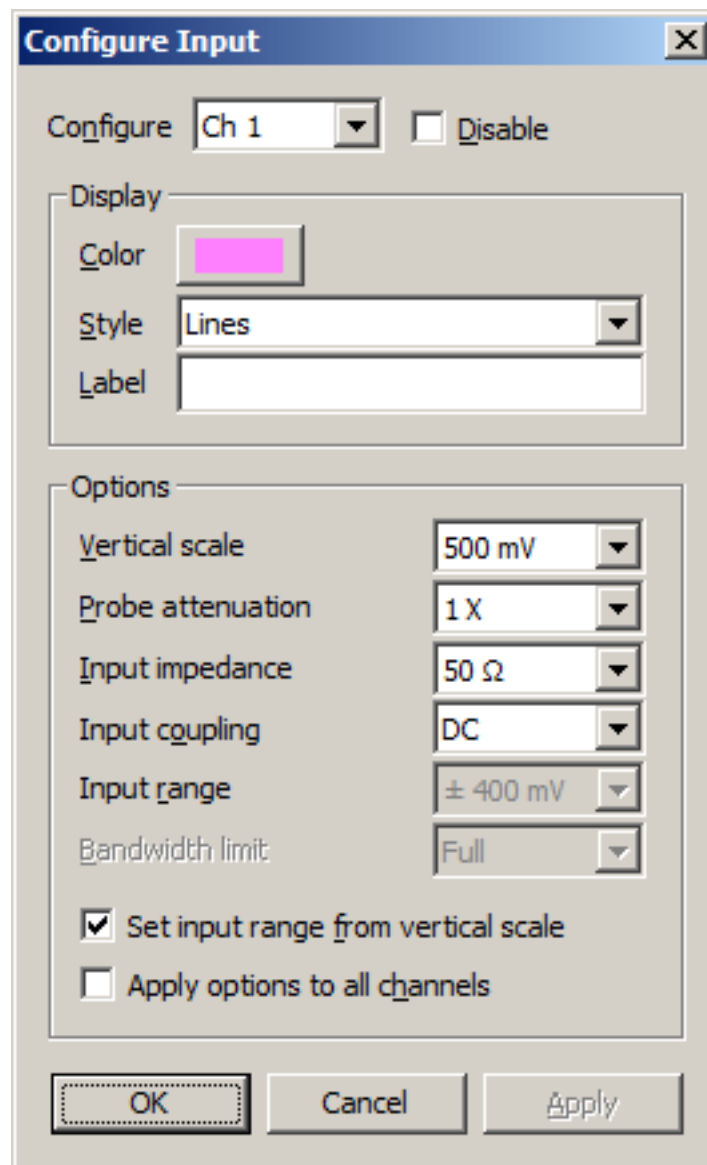 Configure Input
Configure Ch 1 Disable
Display
Color
Style Lines
Label
Options
Vertical scale 500 mV
Probe attenuation 1 X
Input impedance 50 Ω
Input coupling DC
Input range ± 400 mV
Bandwidth limit Full
Set input range from vertical scale
Apply options to all channels
OK Cancel Apply